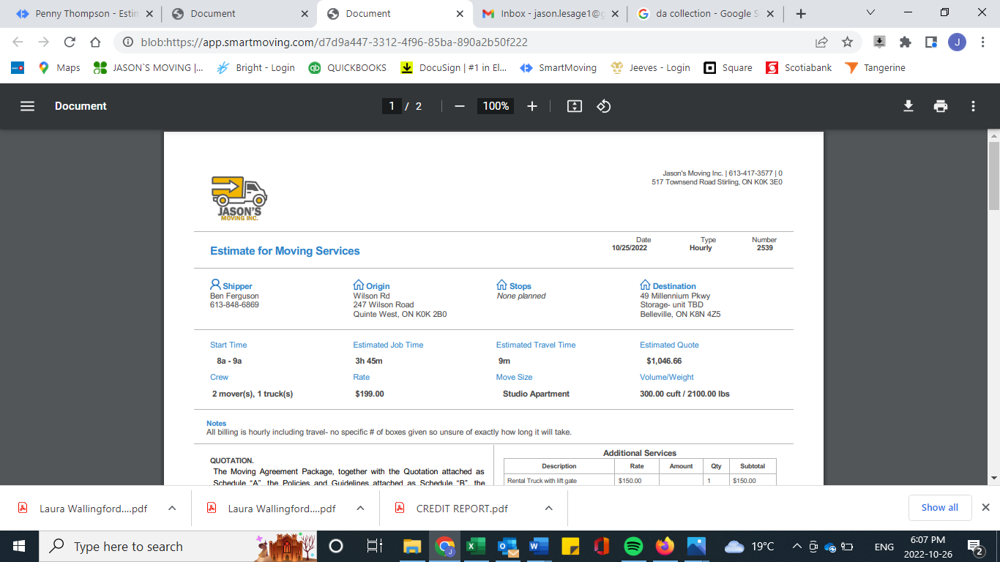 Penny Thompson - Estim
Document
Document
Inbox - jason.lesage1@g
da collection - Google S
blob:https://app.smartmoving.com/d7d9a447-3312-4f96-85ba-890a2b50f222
J
Maps
JASON`S MOVING |...
Bright - Login
QUICKBOOKS
DocuSign | #1 in El...
SmartMoving
Jeeves - Login
Square
Scotiabank
Tangerine
Document
1 / 2
100%
Jason's Moving Inc. | 613-417-3577 | 0
517 Townsend Road Stirling, ON K0K 3E0
JASON'S
MOVING INC.
Estimate for Moving Services
Date Type Number
10/25/2022 Hourly 2539
Shipper
Ben Ferguson
613-848-6869
Origin
Wilson Rd
247 Wilson Road
Quinte West, ON K0K 2B0
Stops
None planned
Destination
49 Millennium Pkwy
Storage- unit TBD
Belleville, ON K8N 4Z5
Start Time Estimated Job Time Estimated Travel Time Estimated Quote
8a - 9a 3h 45m 9m $1,046.66
Crew Rate Move Size Volume/Weight
2 mover(s), 1 truck(s) $199.00 Studio Apartment 300.00 cuft / 2100.00 lbs
Notes
All billing is hourly including travel- no specific # of boxes given so unsure of exactly how long it will take.
QUOTATION.
The Moving Agreement Package, together with the Quotation attached as
Schedule "A", the Policies and Guidelines attached as Schedule "B", the
Additional Services
Description Rate Amount Qty Subtotal
Rental Truck with lift gate $150.00 1 $150.00
Laura Wallingford....pdf
Laura Wallingford....pdf
CREDIT REPORT.pdf
Show all
Type here to search
19°C
ENG
6:07 PM
2022-10-26
2